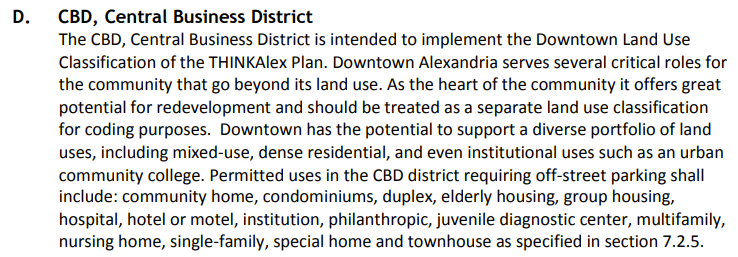 D. CBD, Central Business District
The CBD, Central Business District is intended to implement the Downtown Land Use
Classification of the THINKAlex Plan. Downtown Alexandria serves several critical roles for
the community that go beyond its land use. As the heart of the community it offers great
potential for redevelopment and should be treated as a separate land use classification
for coding purposes.  Downtown has the potential to support a diverse portfolio of land
uses, including mixed-use, dense residential, and even institutional uses such as an urban
community college. Permitted uses in the CBD district requiring off-street parking shall
include: community home, condominiums, duplex, elderly housing, group housing,
hospital, hotel or motel, institution, philanthropic, juvenile diagnostic center, multifamily,
nursing home, single-family, special home and townhouse as specified in section 7.2.5.